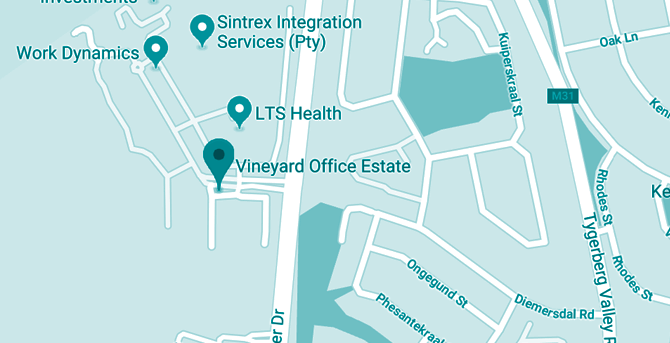 Investments
Sintrex Integration
Services (Pty)
Work Dynamics
LTS Health
Vineyard Office Estate
Kuiperskraal St
Oak Ln
M31
Rhodes St
Tygerberg Valley R
Rhodes St
Ongegund St
Phesantekraal
Diemersdal Rd
er Dr
Ke